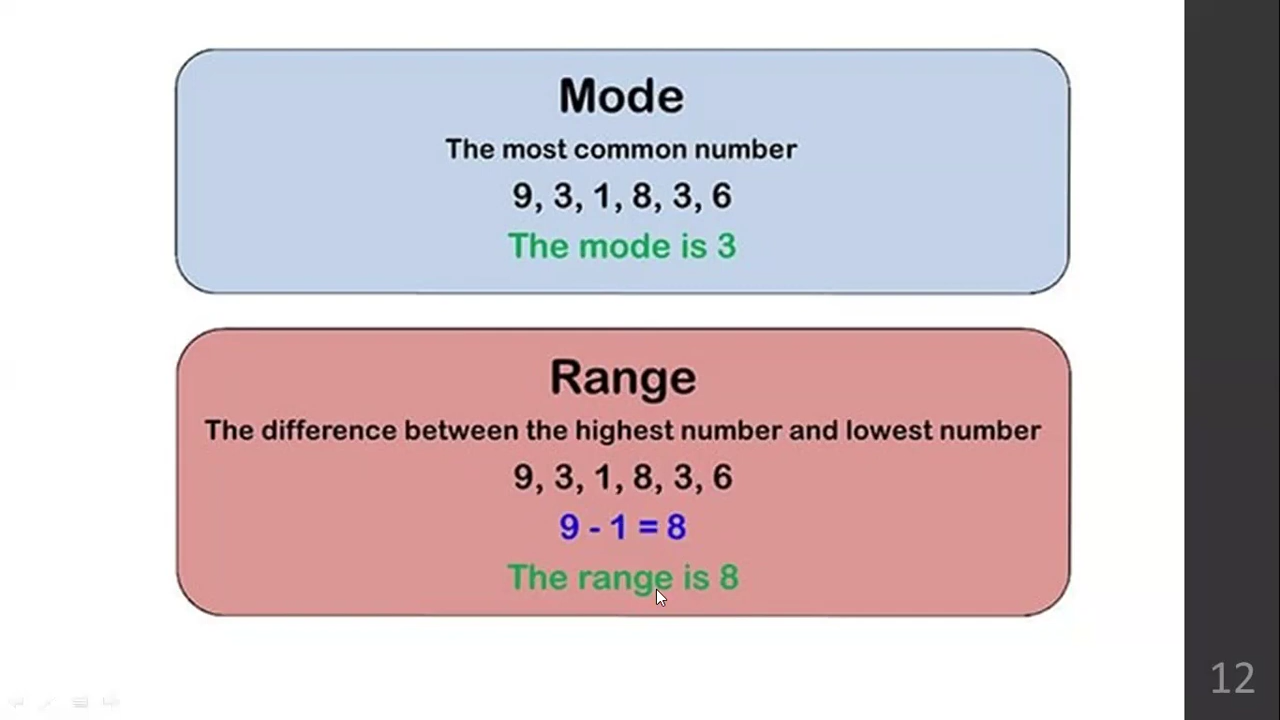 Mode
The most common number
9, 3, 1, 8, 3, 6
The mode is 3
Range
The difference between the highest number and lowest number
9, 3, 1, 8, 3, 6
9 - 1 = 8
The range is 8
12